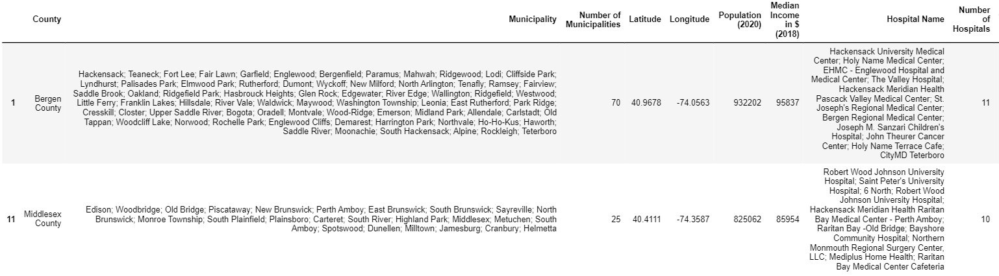 County Municipality Number of Municipalities Latitude Longitude Population (2020) Median Income in $ (2018) Hospital Name Number of Hospitals
1 Bergen County
Hackensack; Teaneck; Fort Lee; Fair Lawn; Garfield; Englewood; Bergenfield; Paramus; Mahwah; Ridgewood; Lodi; Cliffside Park;
Lyndhurst; Palisades Park; Elmwood Park; Rutherford; Dumont; Wyckoff; New Milford; North Arlington; Tenafly; Ramsey; Fairview;
Saddle Brook; Oakland; Ridgefield Park; Hasbrouck Heights; Glen Rock; Edgewater; River Edge; Wallington; Ridgefield; Westwood;
Little Ferry; Franklin Lakes; Hillsdale; River Vale; Waldwick; Maywood; Washington Township; Leonia; East Rutherford; Park Ridge;
Cresskill; Closter; Upper Saddle River; Bogota; Oradell; Montvale; Wood-Ridge; Emerson; Midland Park; Allendale; Carlstadt; Old
Tappan; Woodcliff Lake; Norwood; Rochelle Park; Englewood Cliffs; Demarest; Harrington Park; Northvale; Ho-Ho-Kus; Haworth;
Saddle River; Moonachie; South Hackensack; Alpine; Rockleigh; Teterboro
70 40.9678 -74.0563 932202 95837
Hackensack University Medical
Center; Holy Name Medical Center;
EHMC - Englewood Hospital and
Medical Center; The Valley Hospital;
Hackensack Meridian Health
Pascack Valley Medical Center; St.
Joseph's Regional Medical Center;
Bergen Regional Medical Center;
Joseph M. Sanzari Children's
Hospital; John Theurer Cancer
Center; Holy Name Terrace Cafe;
CityMD Teterboro
11
11 Middlesex County
Edison; Woodbridge; Old Bridge; Piscataway; New Brunswick; Perth Amboy; East Brunswick; South Brunswick; Sayreville; North
Brunswick; Monroe Township; South Plainfield; Plainsboro; Carteret; South River; Highland Park; Middlesex; Metuchen; South
Amboy; Spotswood; Dunellen; Milltown; Jamesburg; Cranbury; Helmetta
25 40.4111 -74.3587 825062 85954
Robert Wood Johnson University
Hospital; Saint Peter's University
Hospital; 6 North; Robert Wood
Johnson University Hospital;
Hackensack Meridian Health Raritan
Bay Medical Center - Perth Amboy;
Raritan Bay -Old Bridge; Bayshore
Community Hospital; Northern
Monmouth Regional Surgery Center,
LLC; Mediplus Home Health; Raritan
Bay Medical Center Cafeteria
10